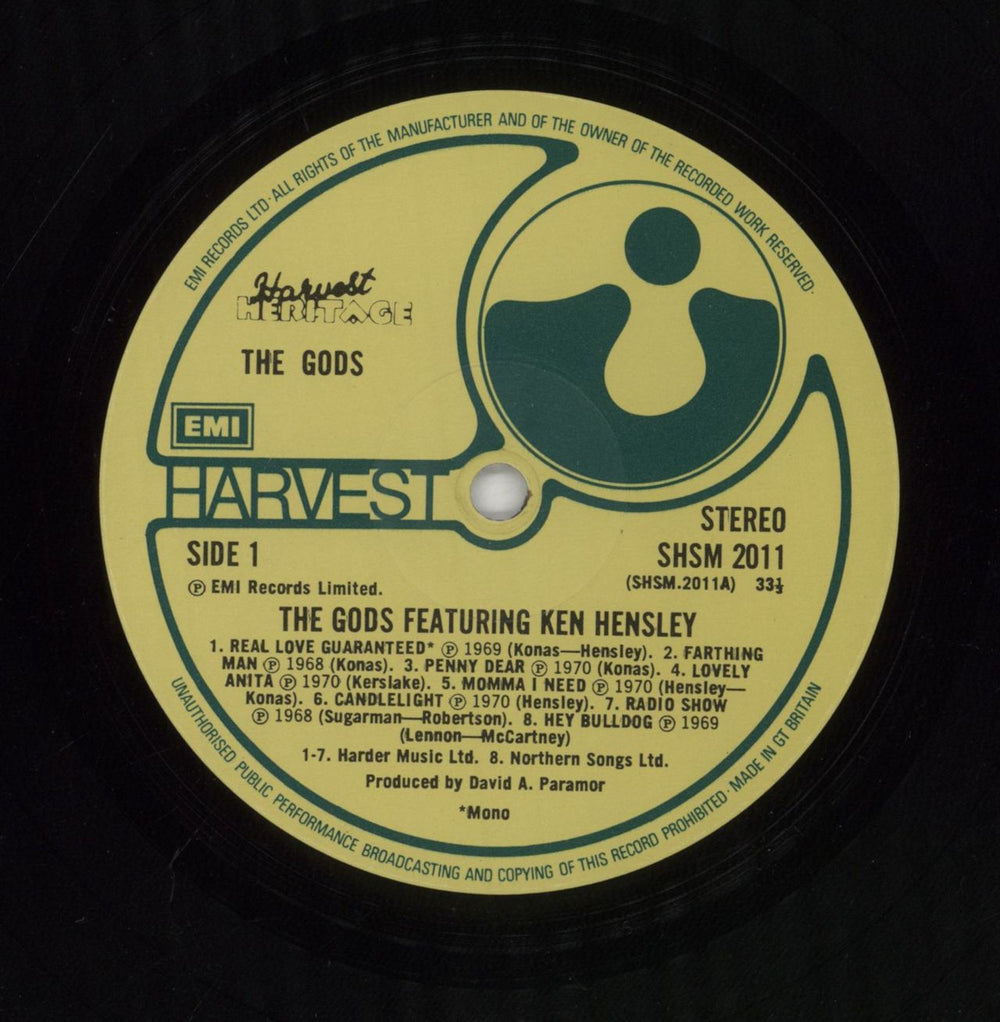 EMI RECORDS LTD·ALL RIGHTS OF THE MANUFACTURER AND OF THE OWNER OF THE RECORDED WORK RESERVED·
Harvest
HERITAGE
THE GODS
EMI
HARVEST
STEREO
SIDE 1
SHSM 2011
℗ EMI Records Limited.
(SHSM.2011A) 33⅓
THE GODS FEATURING KEN HENSLEY
1. REAL LOVE GUARANTEED* ℗ 1969 (Konas—Hensley). 2. FARTHING
MAN ℗ 1968 (Konas). 3. PENNY DEAR ℗ 1970 (Konas). 4. LOVELY
ANITA ℗ 1970 (Kerslake). 5. MOMMA I NEED ℗ 1970 (Hensley—
Konas). 6. CANDLELIGHT ℗ 1970 (Hensley). 7. RADIO SHOW
℗ 1968 (Sugarman—Robertson). 8. HEY BULLDOG ℗ 1969
(Lennon—McCartney)
1-7. Harder Music Ltd. 8. Northern Songs Ltd.
Produced by David A. Paramor
*Mono
UNAUTHORISED PUBLIC PERFORMANCE BROADCASTING AND COPYING OF THIS RECORD PROHIBITED·MADE IN GT BRITAIN